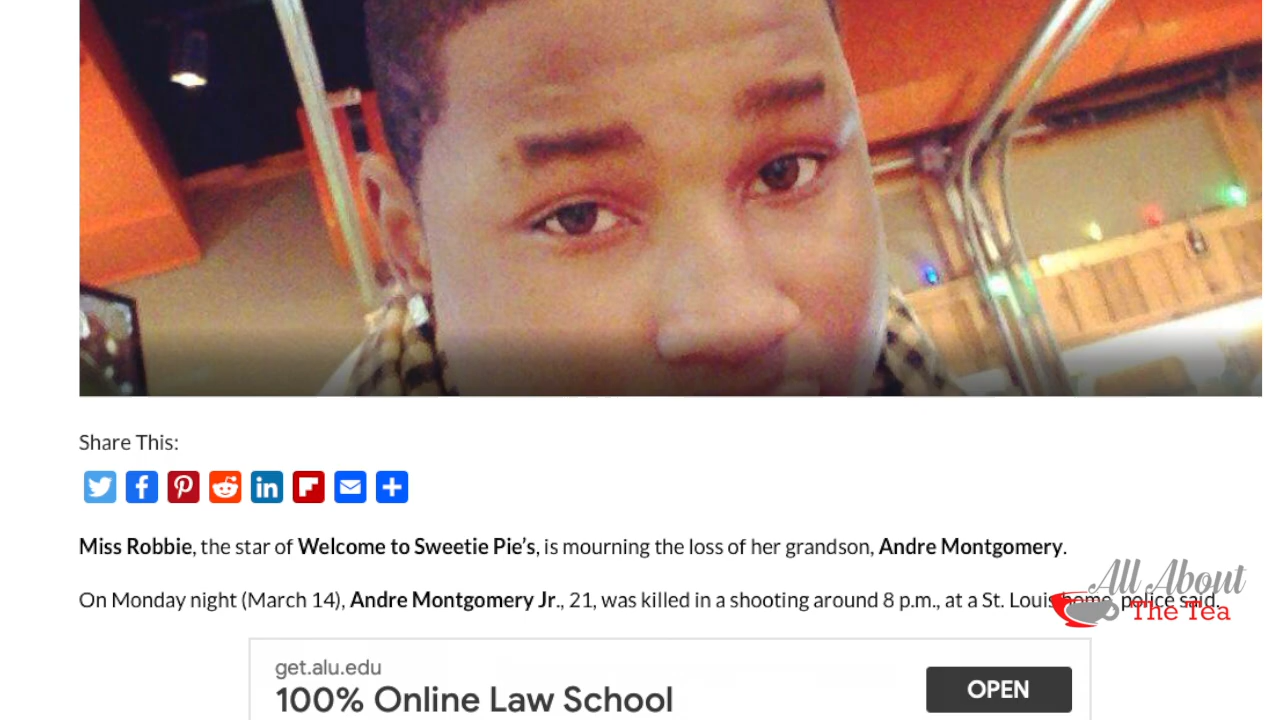 Share This:
Miss Robbie, the star of Welcome to Sweetie Pie's, is mourning the loss of her grandson, Andre Montgomery.
On Monday night (March 14), Andre Montgomery Jr., 21, was killed in a shooting around 8 p.m., at a St. Louis home, police said.
All About
The Tea
get.alu.edu
100% Online Law School
OPEN